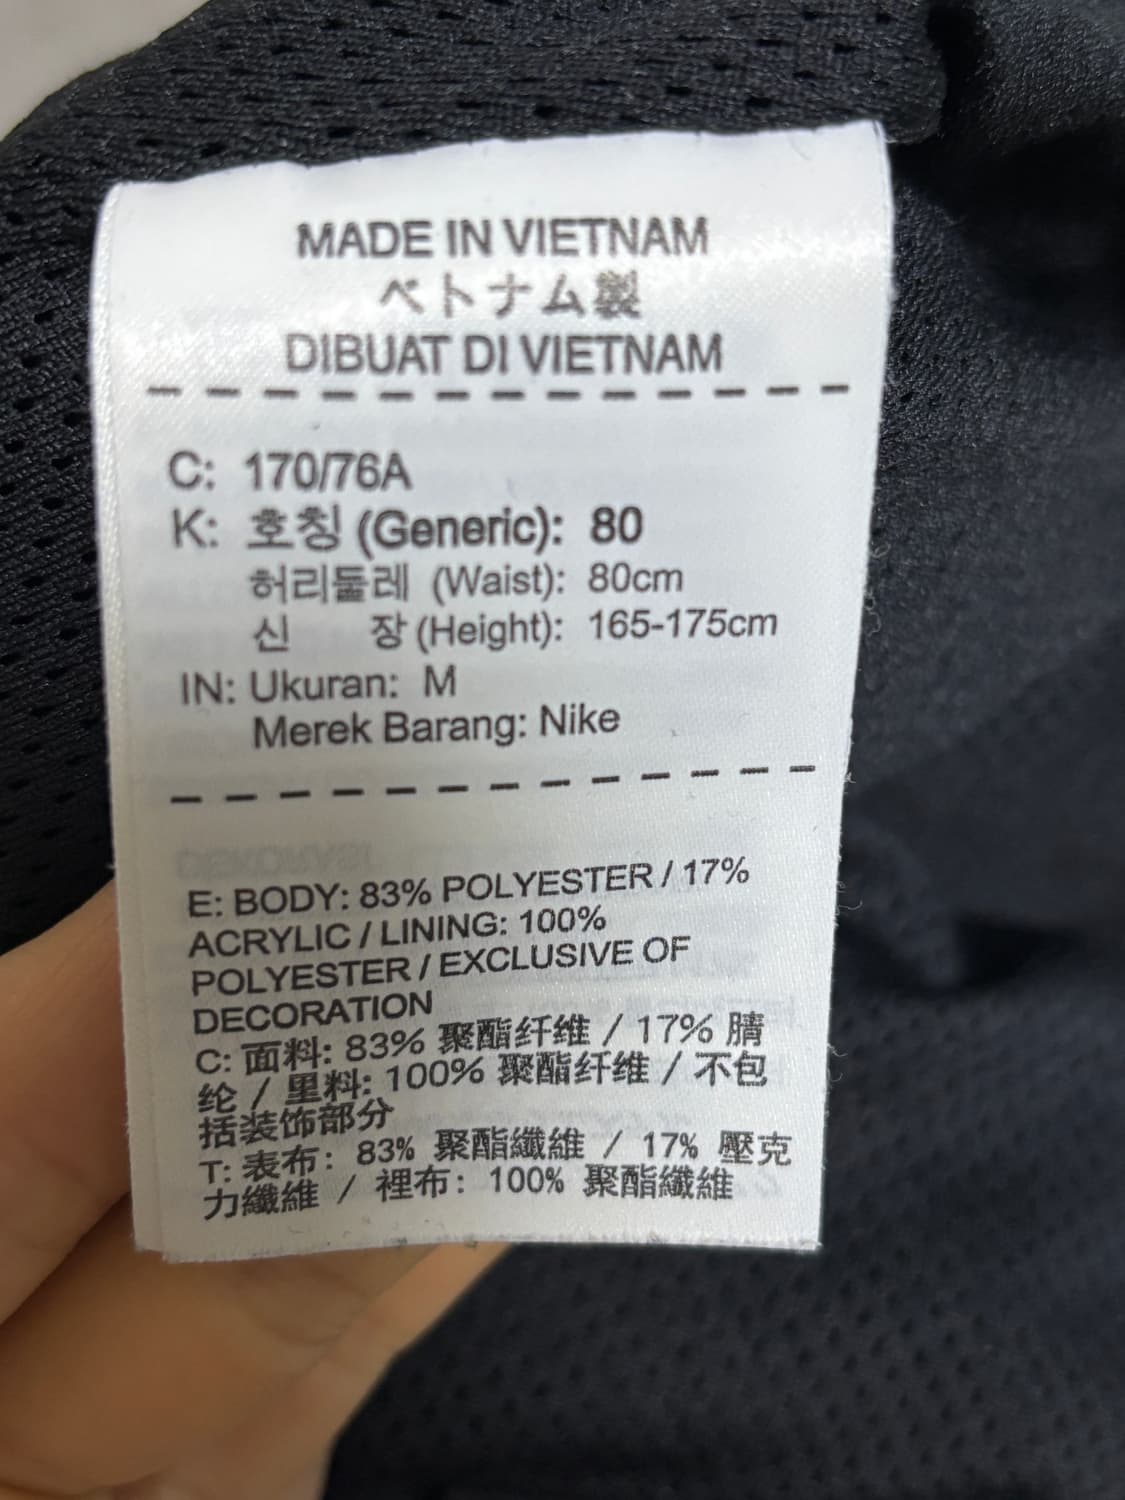 MADE IN VIETNAM
ベトナム製
DIBUAT DI VIETNAM
C: 170/76A
K: 호칭 (Generic): 80
허리둘레 (Waist): 80cm
신 장 (Height): 165-175cm
IN: Ukuran: M
Merek Barang: Nike
E: BODY: 83% POLYESTER / 17%
ACRYLIC / LINING: 100%
POLYESTER / EXCLUSIVE OF
DECORATION
C: 面料: 83% 聚酯纤维 / 17% 腈
纶 / 里料: 100% 聚酯纤维 / 不包
括装饰部分
T: 表布: 83% 聚酯纖維 / 17% 壓克
力纖維 / 裡布: 100% 聚酯纖維